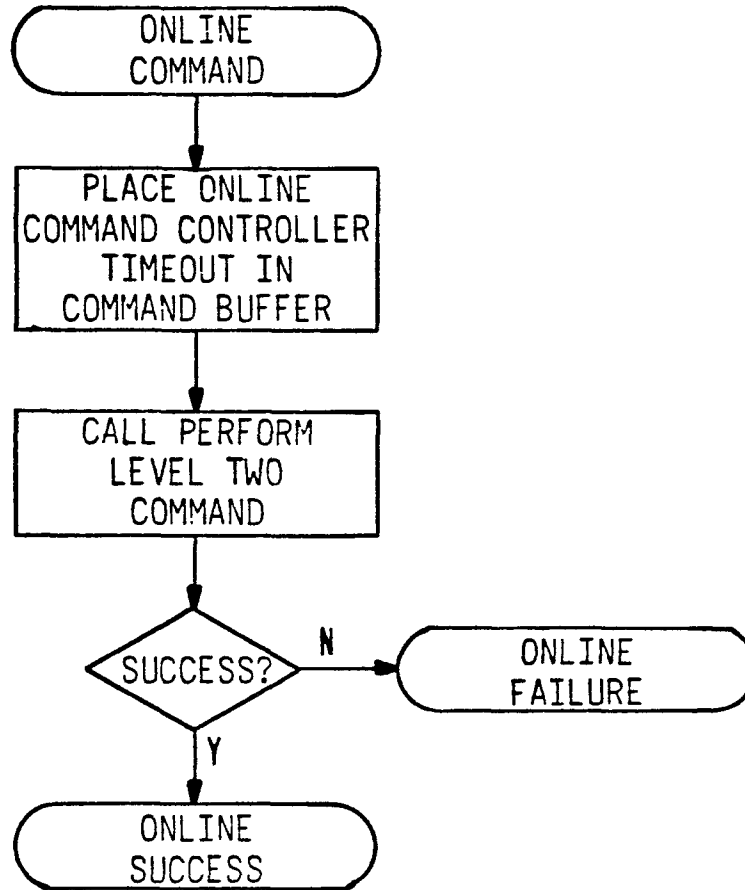 ONLINE
COMMAND
PLACE ONLINE
COMMAND CONTROLLER
TIMEOUT IN
COMMAND BUFFER
CALL PERFORM
LEVEL TWO
COMMAND
SUCCESS?
N
ONLINE
FAILURE
Y
ONLINE
SUCCESS